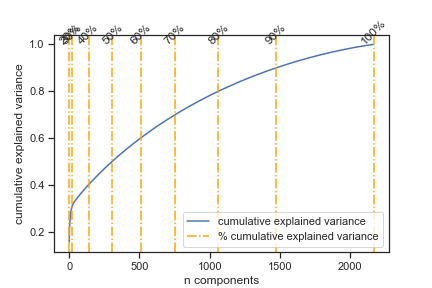 40% 50% 60% 70% 80% 90% 100%
1.0
0.8
0.6
0.4
0.2
cumulative explained variance
cumulative explained variance
% cumulative explained variance
0 500 1000 1500 2000
n components